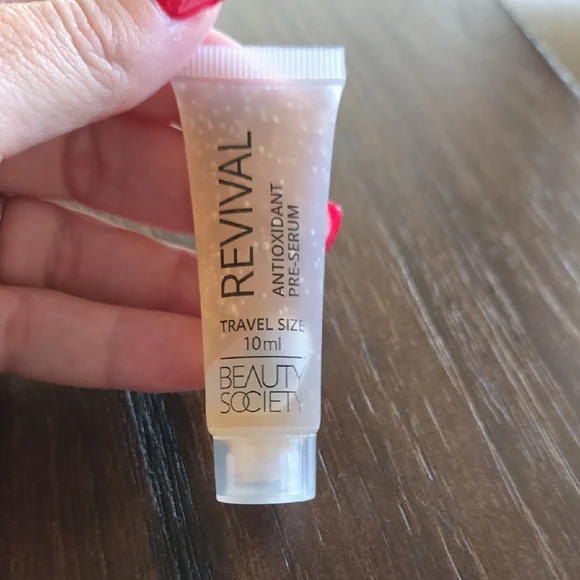 REVIVAL
ANTIOXIDANT
PRE-SERUM
TRAVEL SIZE
10ml
BEAUTY
SOCIETY